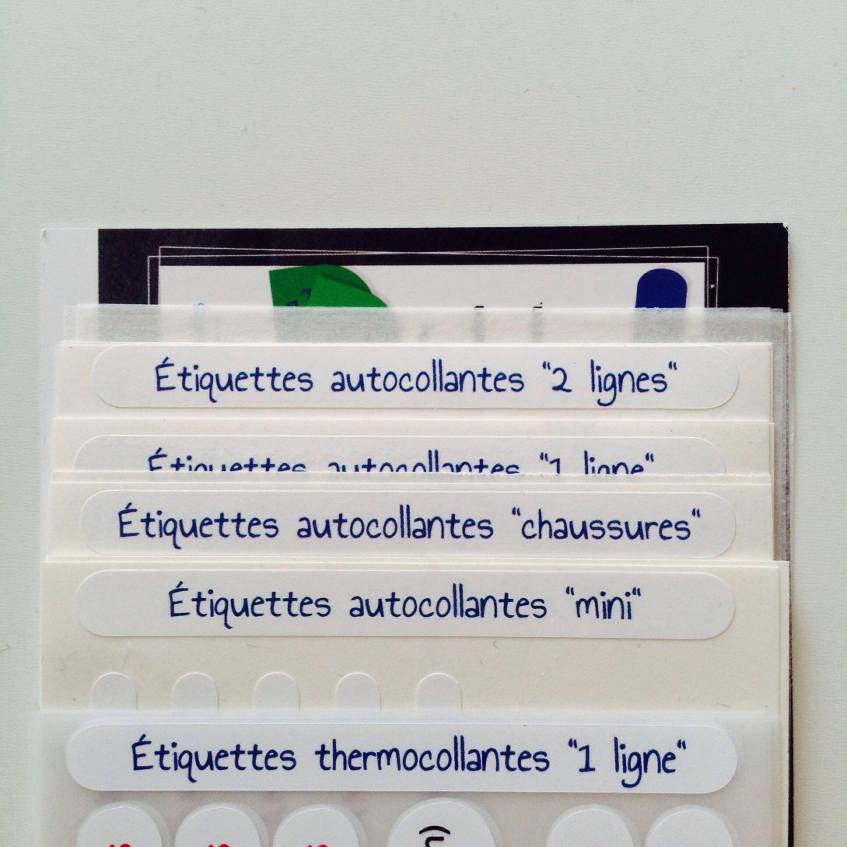 Étiquettes autocollantes "2 lignes"
Étiquettes autocollantes "1 ligne"
Étiquettes autocollantes "chaussures"
Étiquettes autocollantes "mini"
Étiquettes thermocollantes "1 ligne"